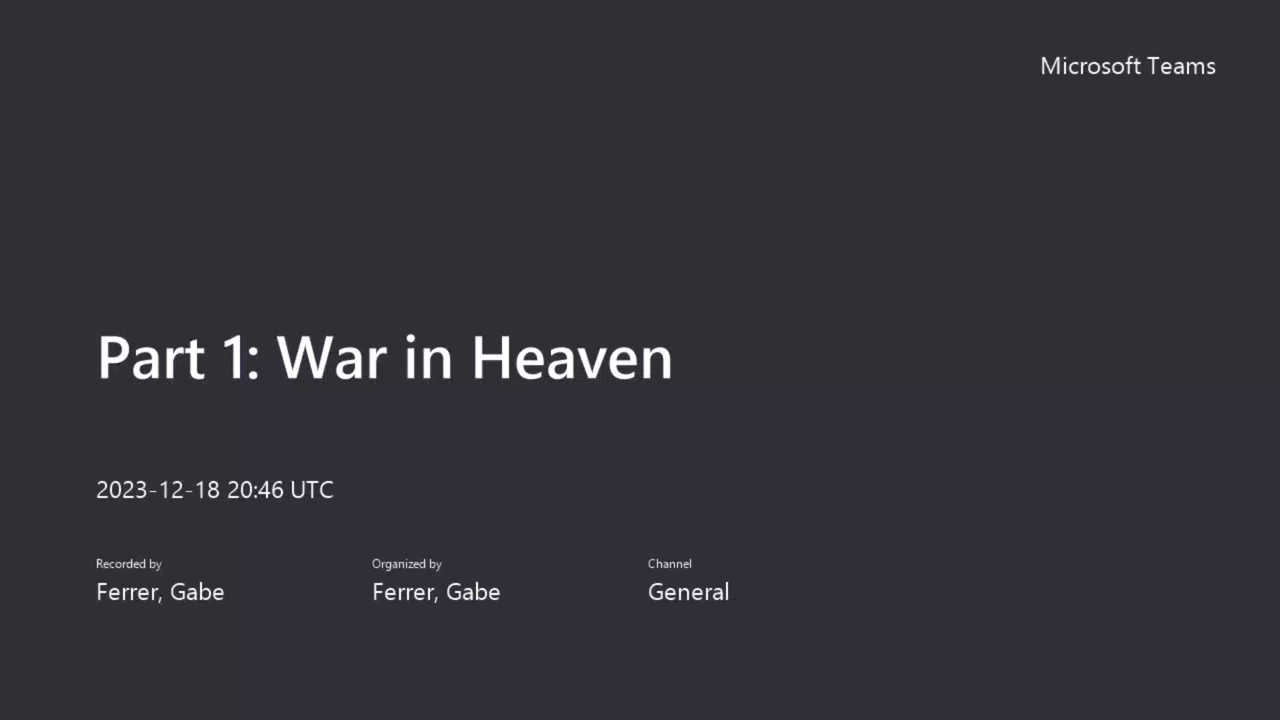 Microsoft Teams
Part 1: War in Heaven
2023-12-18 20:46 UTC
Recorded by
Ferrer, Gabe
Organized by
Ferrer, Gabe
Channel
General